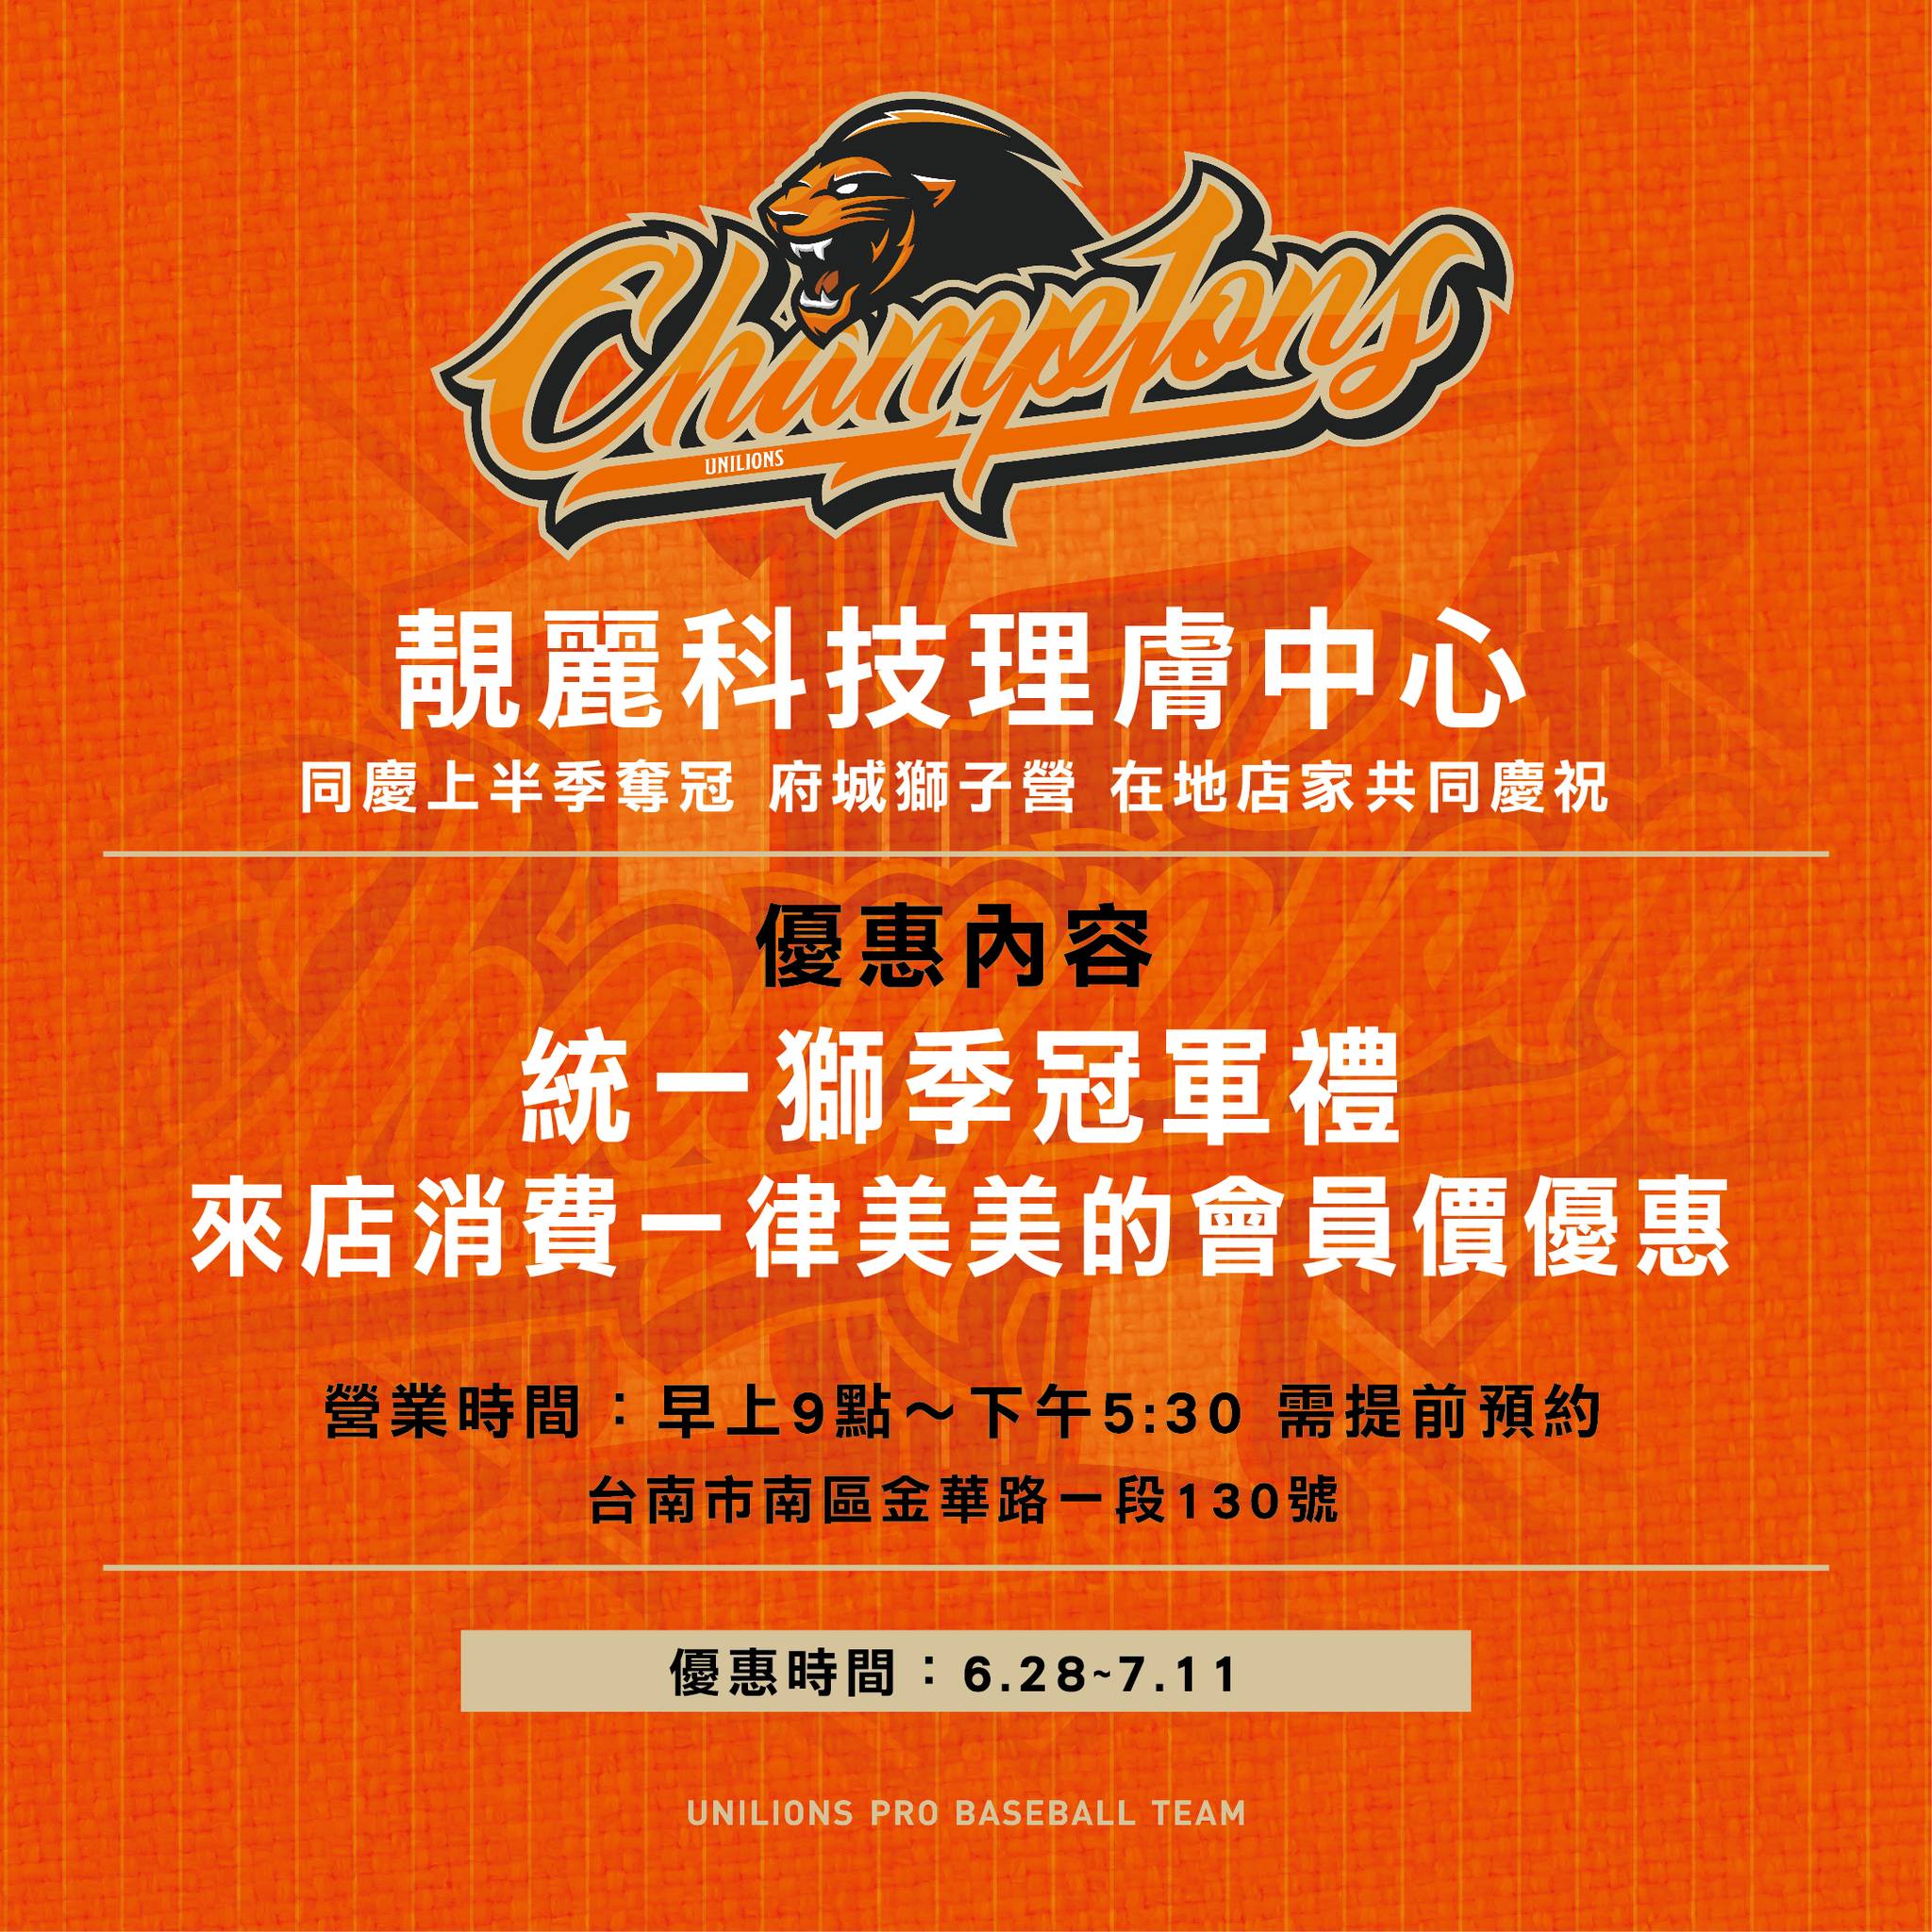 Champ1ons
UNILIONS
靚麗科技理膚中心
同慶上半季奪冠 府城獅子營 在地店家共同慶祝
優惠內容
統一獅季冠軍禮
來店消費一律美美的會員價優惠
營業時間：早上9點～下午5:30 需提前預約
台南市南區金華路一段130號
優惠時間：6.28~7.11
UNILIONS PRO BASEBALL TEAM